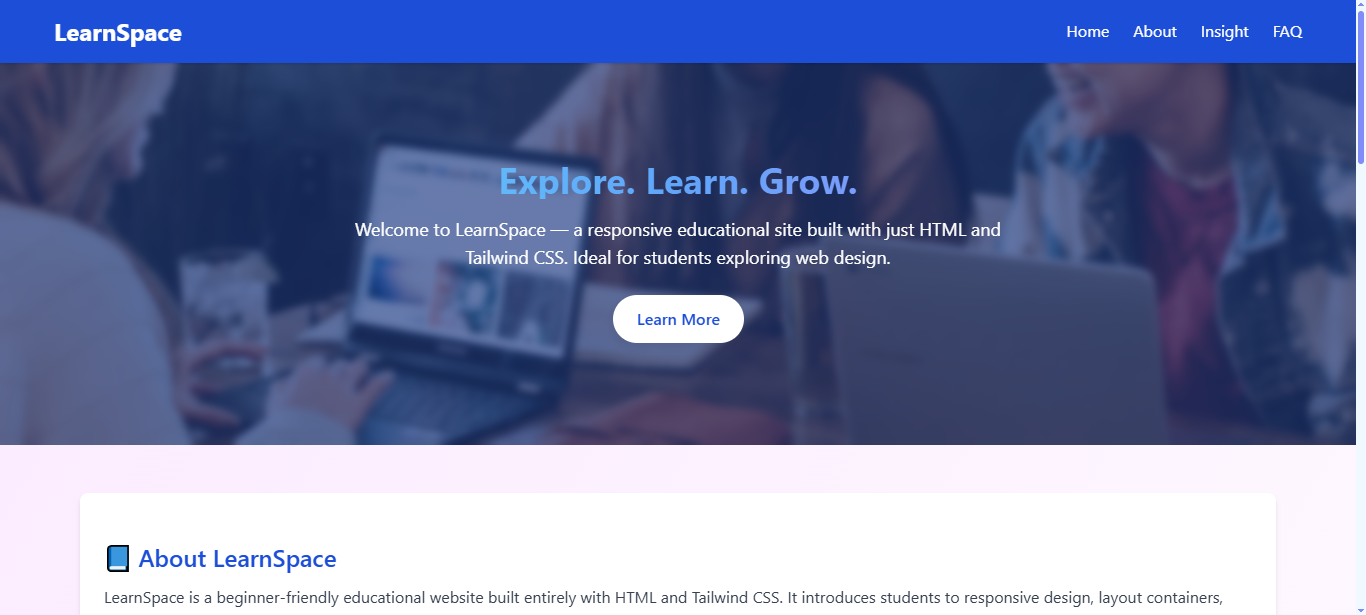 LearnSpace
Home About Insight FAQ
Explore. Learn. Grow.
Welcome to LearnSpace — a responsive educational site built with just HTML and
Tailwind CSS. Ideal for students exploring web design.
Learn More
📘 About LearnSpace
LearnSpace is a beginner-friendly educational website built entirely with HTML and Tailwind CSS. It introduces students to responsive design, layout containers,